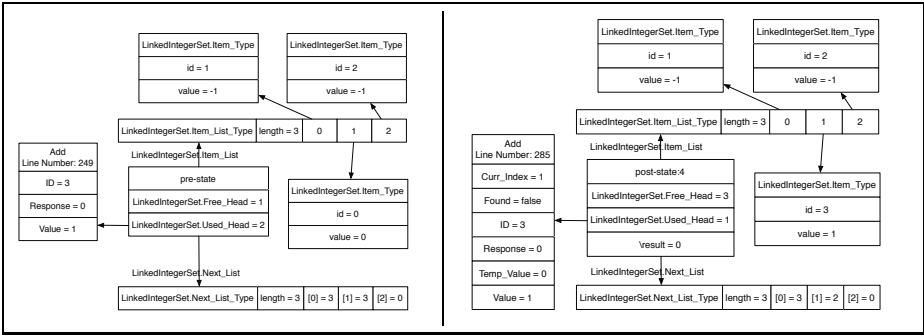 LinkedIntegerSet.Item_Type
id = 1
value = -1
LinkedIntegerSet.Item_Type
id = 2
value = -1
LinkedIntegerSet.Item_List_Type length = 3 0 1 2
LinkedIntegerSet.Item_List
Add
Line Number: 249
ID = 3
Response = 0
Value = 1
pre-state
LinkedIntegerSet.Free_Head = 1
LinkedIntegerSet.Used_Head = 2
LinkedIntegerSet.Item_Type
id = 0
value = 0
LinkedIntegerSet.Next_List
LinkedIntegerSet.Next_List_Type length = 3 [0] = 3 [1] = 3 [2] = 0
LinkedIntegerSet.Item_Type
id = 1
value = -1
LinkedIntegerSet.Item_Type
id = 2
value = -1
LinkedIntegerSet.Item_List_Type length = 3 0 1 2
LinkedIntegerSet.Item_List
Add
Line Number: 285
Curr_Index = 1
Found = false
ID = 3
Response = 0
Temp_Value = 0
Value = 1
post-state:4
LinkedIntegerSet.Free_Head = 3
LinkedIntegerSet.Used_Head = 1
\result = 0
LinkedIntegerSet.Item_Type
id = 3
value = 1
LinkedIntegerSet.Next_List
LinkedIntegerSet.Next_List_Type length = 3 [0] = 3 [1] = 2 [2] = 0